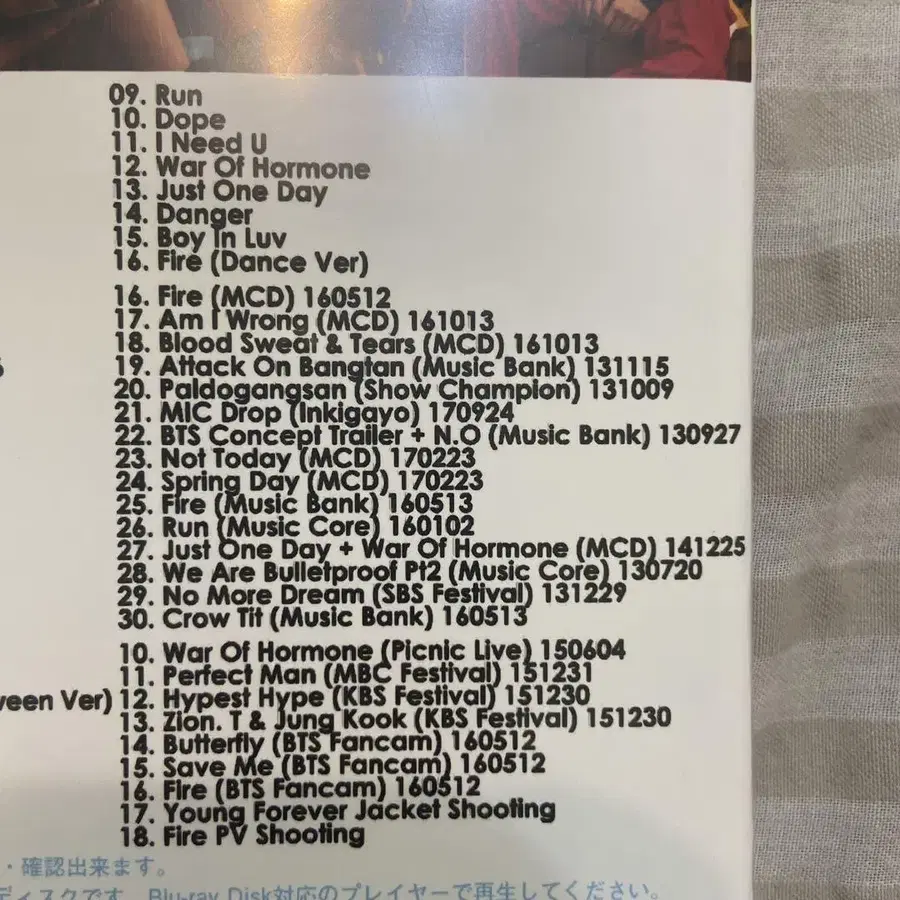 09. Run
10. Dope
11. I Need U
12. War Of Hormone
13. Just One Day
14. Danger
15. Boy In Luv
16. Fire (Dance Ver)
16. Fire (MCD) 160512
17. Am I Wrong (MCD) 161013
18. Blood Sweat & Tears (MCD) 161013
19. Attack On Bangtan (Music Bank) 131115
20. Paldogangsan (Show Champion) 131009
21. MIC Drop (Inkigayo) 170924
22. BTS Concept Trailer + N.O (Music Bank) 130927
23. Not Today (MCD) 170223
24. Spring Day (MCD) 170223
25. Fire (Music Bank) 160513
26. Run (Music Core) 160102
27. Just One Day + War Of Hormone (MCD) 141225
28. We Are Bulletproof Pt2 (Music Core) 130720
29. No More Dream (SBS Festival) 131229
30. Crow Tit (Music Bank) 160513
10. War Of Hormone (Picnic Live) 150604
11. Perfect Man (MBC Festival) 151231
Ver) 12. Hypest Hype (KBS Festival) 151230
13. Zion. T & Jung Kook (KBS Festival) 151230
14. Butterfly (BTS Fancam) 160512
15. Save Me (BTS Fancam) 160512
16. Fire (BTS Fancam) 160512
17. Young Forever Jacket Shooting
18. Fire PV Shooting
・確認出来ます。
ディスクです。Blu-ray Disk対応のプレイヤーで再生してください。